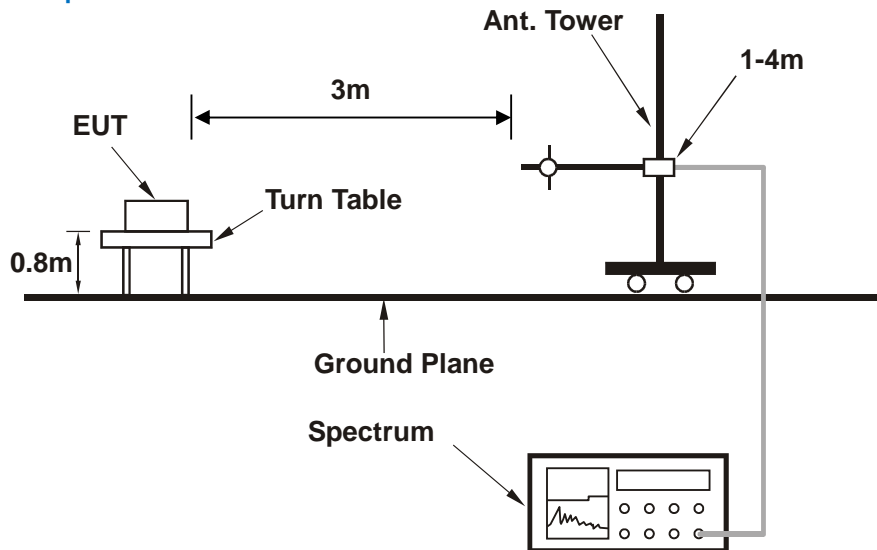 Ant. Tower
1-4m
3m
EUT
Turn Table
0.8m
Ground Plane
Spectrum